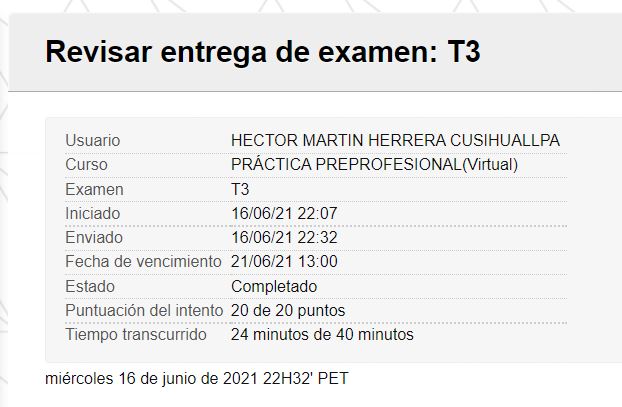 Revisar entrega de examen: T3
Usuario HECTOR MARTIN HERRERA CUSIHUALLPA
Curso PRÁCTICA PREPROFESIONAL(Virtual)
Examen T3
Iniciado 16/06/21 22:07
Enviado 16/06/21 22:32
Fecha de vencimiento 21/06/21 13:00
Estado Completado
Puntuación del intento 20 de 20 puntos
Tiempo transcurrido 24 minutos de 40 minutos
miércoles 16 de junio de 2021 22H32' PET